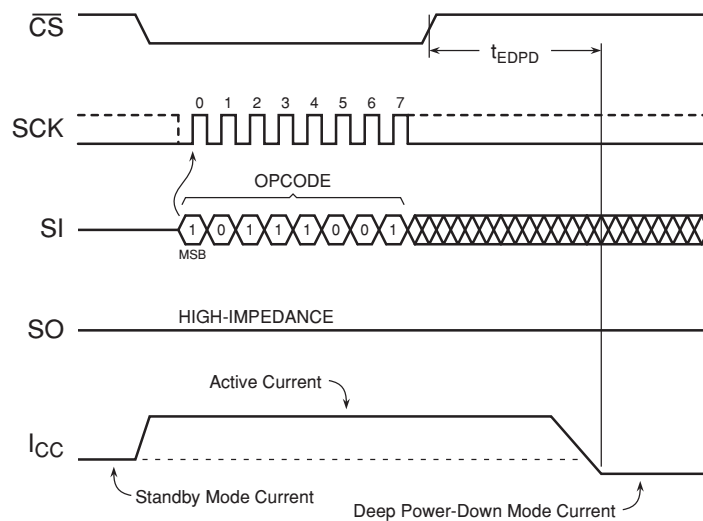 CS
tEDPD
0 1 2 3 4 5 6 7
SCK
OPCODE
SI
1 0 1 1 1 0 0 1
MSB
HIGH-IMPEDANCE
SO
Active Current
ICC
Standby Mode Current
Deep Power-Down Mode Current